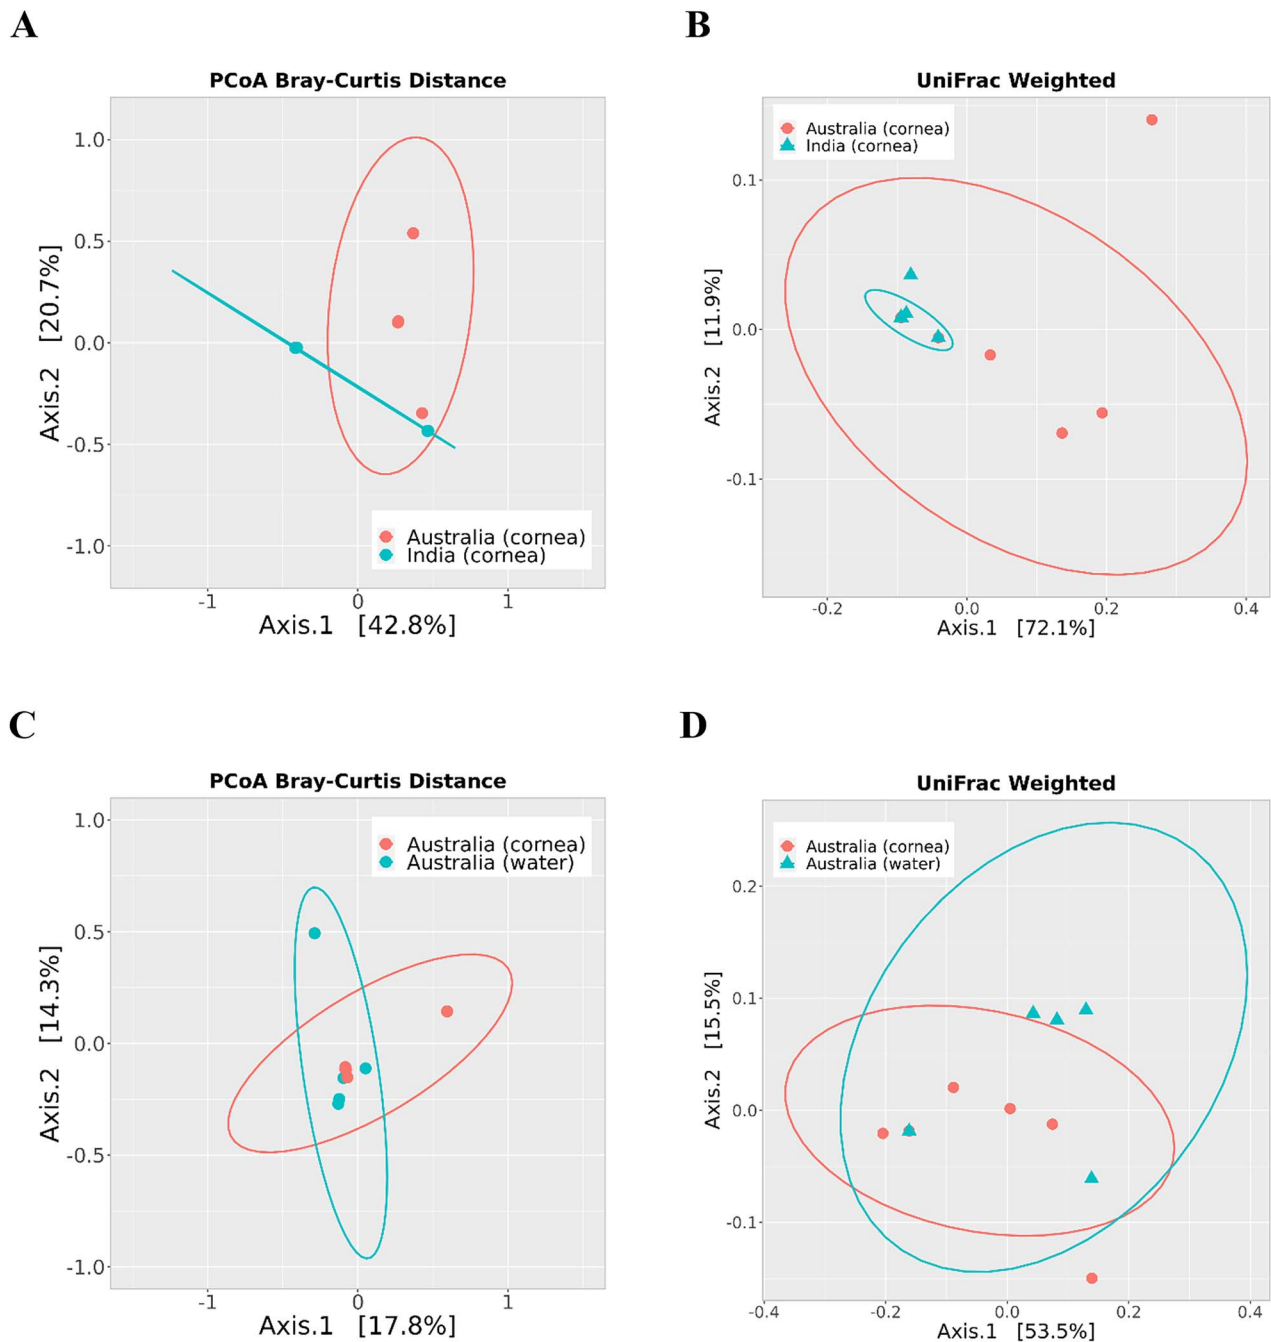 A
PCoA Bray-Curtis Distance
1.0
0.5
0.0
-0.5
-1.0
Axis.2 [20.7%]
Australia (cornea)
India (cornea)
-1 0 1
Axis.1 [42.8%]
B
UniFrac Weighted
Australia (cornea)
India (cornea)
0.1
0.0
-0.1
Axis.2 [11.9%]
-0.2 0.0 0.2 0.4
Axis.1 [72.1%]
C
PCoA Bray-Curtis Distance
Australia (cornea)
Australia (water)
1.0
0.5
0.0
-0.5
-1.0
Axis.2 [14.3%]
-1 0 1
Axis.1 [17.8%]
D
UniFrac Weighted
Australia (cornea)
Australia (water)
0.2
0.1
0.0
-0.1
Axis.2 [15.5%]
-0.4 -0.2 0.0 0.2 0.4
Axis.1 [53.5%]